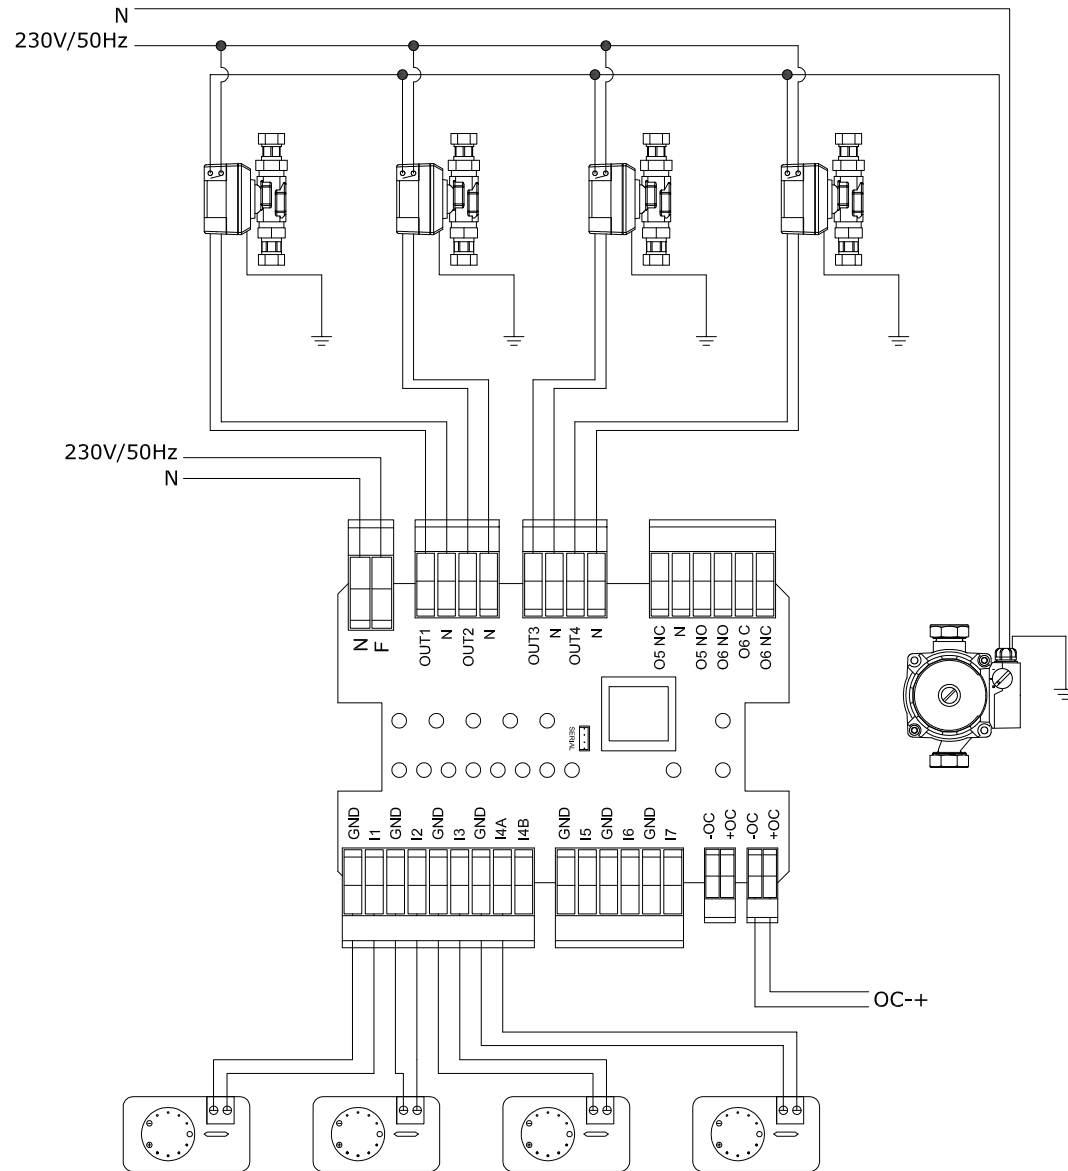 N
230V/50Hz
230V/50Hz
N
N
F
OUT1
N
OUT2
N
OUT3
N
OUT4
N
O5 NC
N
O5 NO
O6 NO
O6 C
O6 NC
SERIAL
GND
I1
GND
I2
GND
I3
GND
I4A
I4B
GND
I5
GND
I6
GND
I7
-OC
+OC
-OC
+OC
OC-+